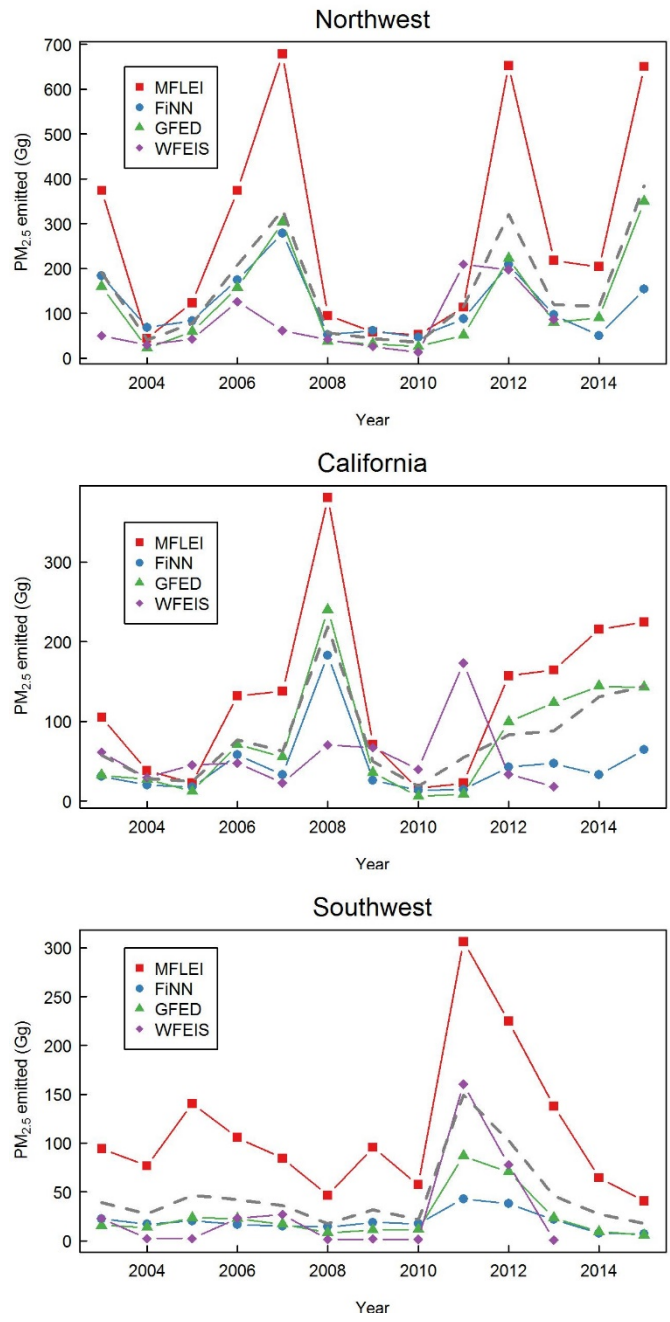 Northwest
700
600
500
400
300
200
100
0
PM2.5 emitted (Gg)
MFLEI
FiNN
GFED
WFEIS
2004 2006 2008 2010 2012 2014
Year
California
300
200
100
0
PM2.5 emitted (Gg)
MFLEI
FiNN
GFED
WFEIS
2004 2006 2008 2010 2012 2014
Year
Southwest
300
250
200
150
100
50
0
PM2.5 emitted (Gg)
MFLEI
FiNN
GFED
WFEIS
2004 2006 2008 2010 2012 2014
Year